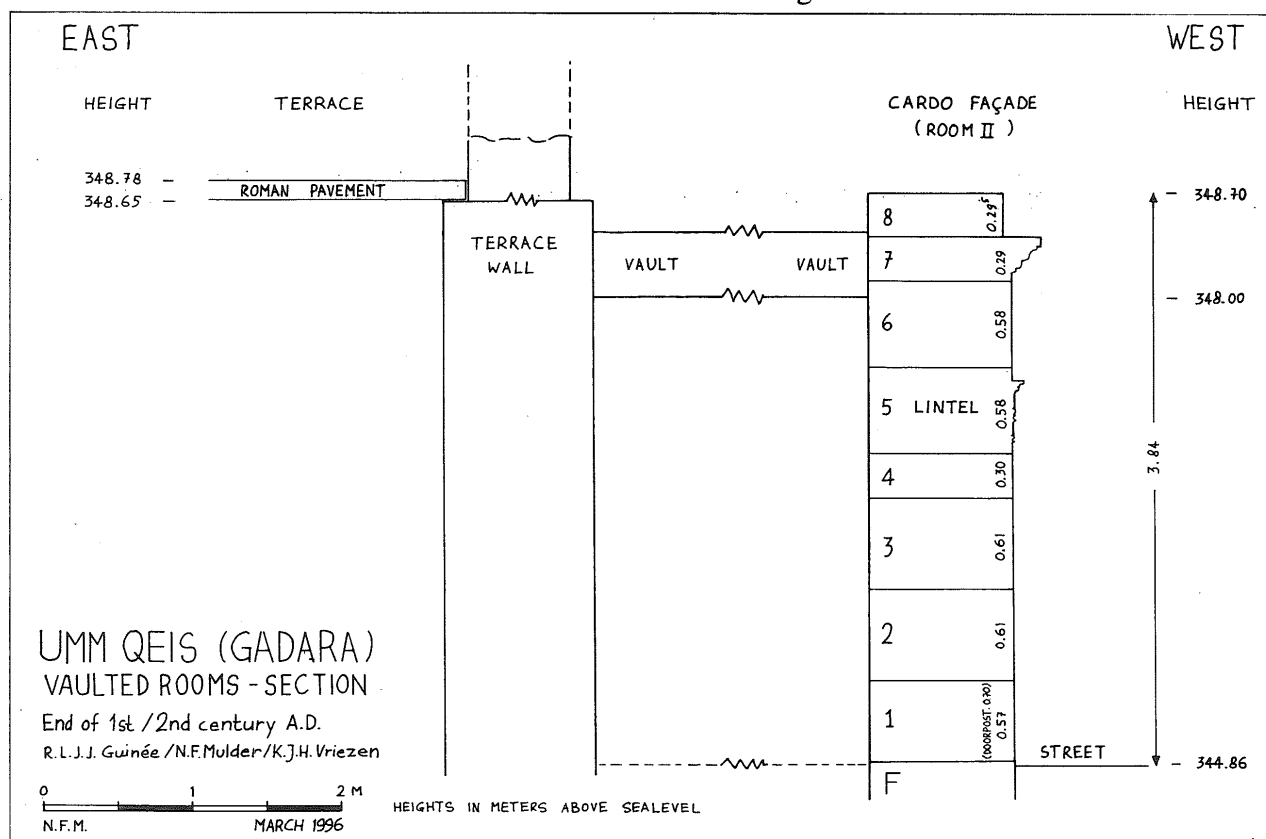 EAST
WEST
HEIGHT
TERRACE
CARDO FAÇADE
(ROOM II)
HEIGHT
348.78 –
348.65 –
ROMAN PAVEMENT
– 348.70
8
0.29⁵
TERRACE
WALL
VAULT
VAULT
7
0.29
– 348.00
6
0.58
5 LINTEL
0.58
4
0.30
3.84
3
0.61
2
0.61
1
(DOORPOST. 0.70)
0.57
STREET
– 344.86
F
UMM QEIS (GADARA)
VAULTED ROOMS - SECTION
End of 1st / 2nd century A.D.
R.L.J.J. Guinée / N.F. Mulder / K.J.H. Vriezen
0 1 2 M
HEIGHTS IN METERS ABOVE SEALEVEL
N.F.M. MARCH 1996